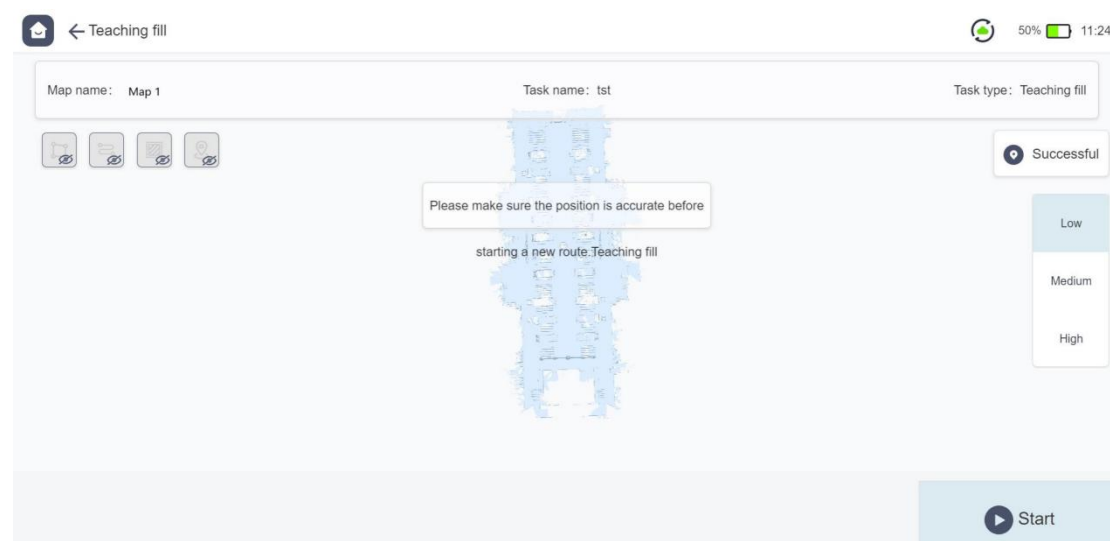 Teaching fill
50%
11:24
Map name: Map 1
Task name: tst
Task type: Teaching fill
Successful
Please make sure the position is accurate before
starting a new route:Teaching fill
Low
Medium
High
Start